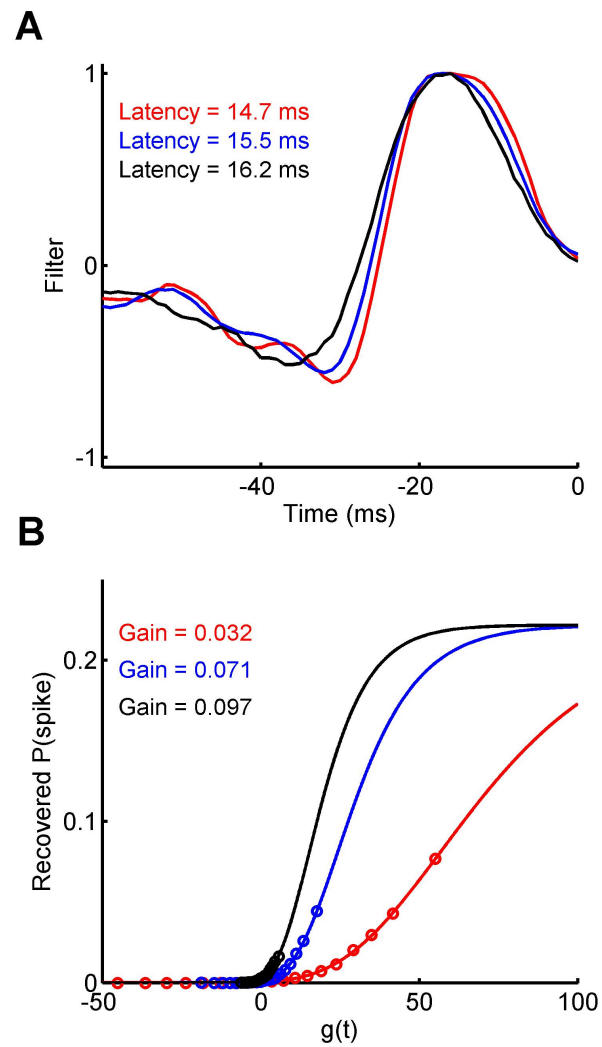 A
1
Latency = 14.7 ms
Latency = 15.5 ms
Latency = 16.2 ms
0
Filter
-1
-40
-20
0
Time (ms)
B
Gain = 0.032
Gain = 0.071
Gain = 0.097
0.2
0.1
0
Recovered P(spike)
-50
0
50
100
g(t)